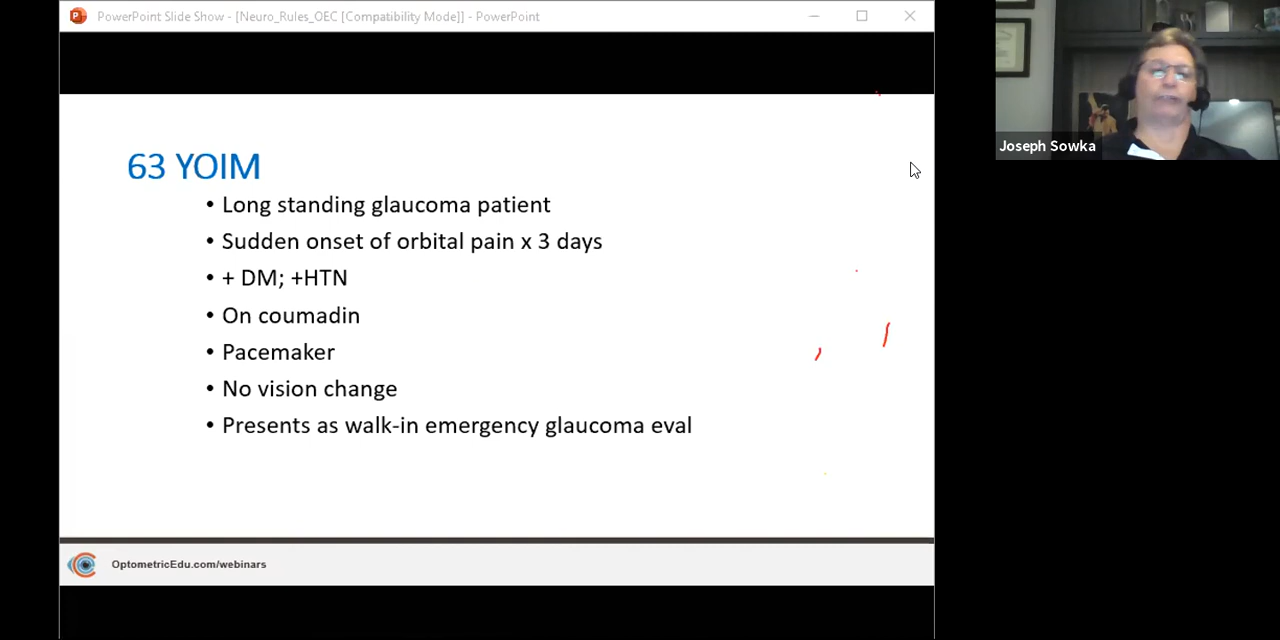 PowerPoint Slide Show - [Neuro_Rules_OEC [Compatibility Mode]] - PowerPoint
63 YOIM
• Long standing glaucoma patient
• Sudden onset of orbital pain x 3 days
• + DM; +HTN
• On coumadin
• Pacemaker
• No vision change
• Presents as walk-in emergency glaucoma eval
OptometricEdu.com/webinars
Joseph Sowka